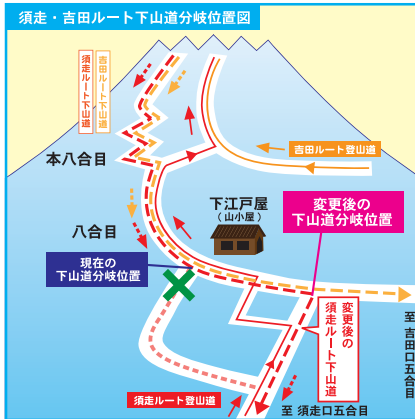 須走・吉田ルート下山道分岐位置図
須走ルート下山道
吉田ルート下山道
吉田ルート登山道
本八合目
下江戸屋
(山小屋)
変更後の
下山道分岐位置
八合目
現在の
下山道分岐位置
変更後の
須走ルート下山道
至 吉田口五合目
須走ルート登山道
至 須走口五合目